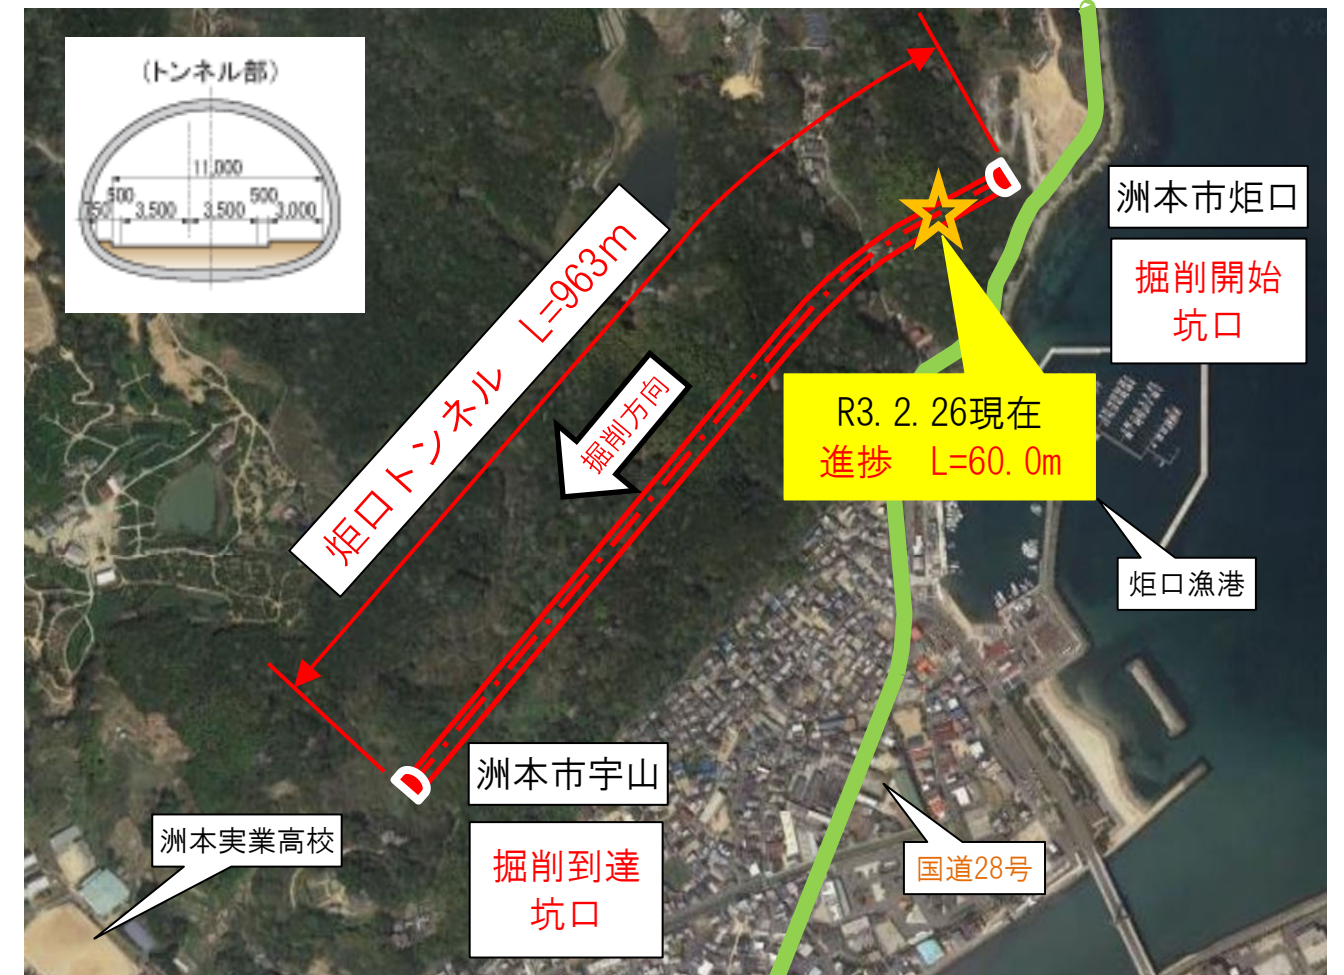 (トンネル部)
11,000
500
500
750
3,500
3,500
3,000
炬口トンネル L=963m
掘削方向
洲本市炬口
掘削開始
坑口
R3.2.26現在
進捗 L=60.0m
炬口漁港
洲本市宇山
掘削到達
坑口
洲本実業高校
国道28号